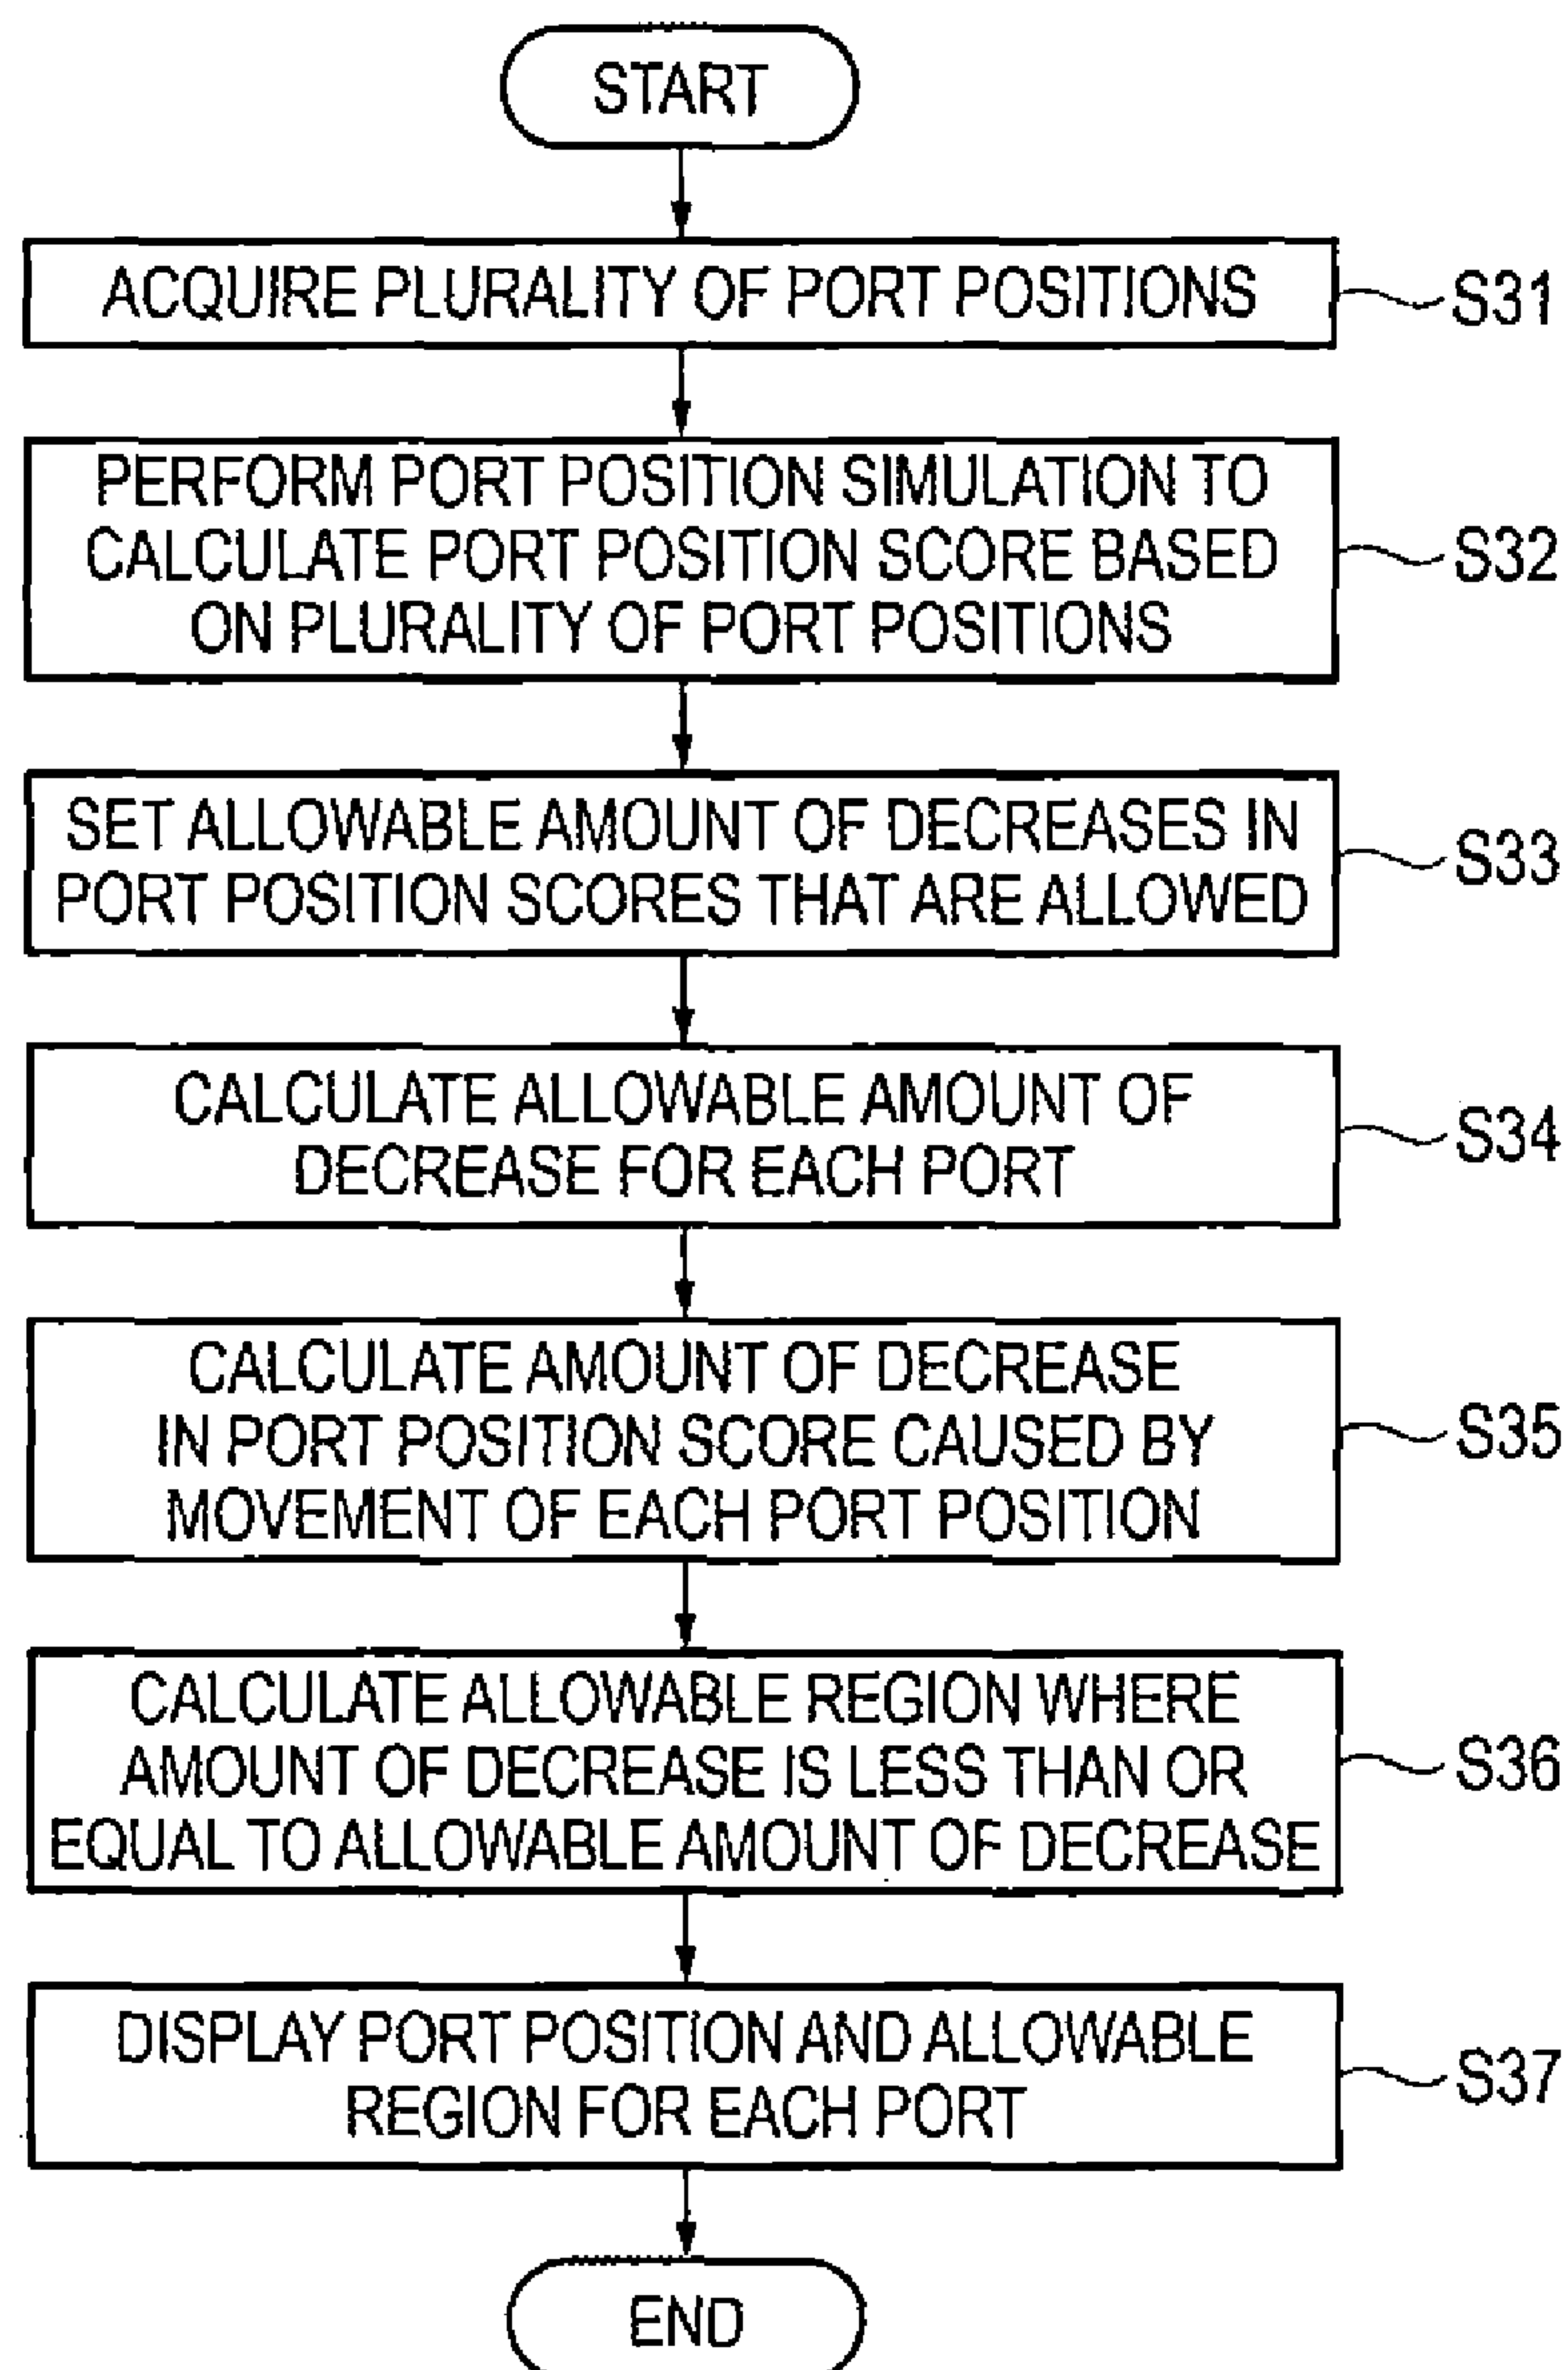 START
ACQUIRE PLURALITY OF PORT POSITIONS
S31
PERFORM PORT POSITION SIMULATION TO
CALCULATE PORT POSITION SCORE BASED
ON PLURALITY OF PORT POSITIONS
S32
SET ALLOWABLE AMOUNT OF DECREASES IN
PORT POSITION SCORES THAT ARE ALLOWED
S33
CALCULATE ALLOWABLE AMOUNT OF
DECREASE FOR EACH PORT
S34
CALCULATE AMOUNT OF DECREASE
IN PORT POSITION SCORE CAUSED BY
MOVEMENT OF EACH PORT POSITION
S35
CALCULATE ALLOWABLE REGION WHERE
AMOUNT OF DECREASE IS LESS THAN OR
EQUAL TO ALLOWABLE AMOUNT OF DECREASE
S36
DISPLAY PORT POSITION AND ALLOWABLE
REGION FOR EACH PORT
S37
END